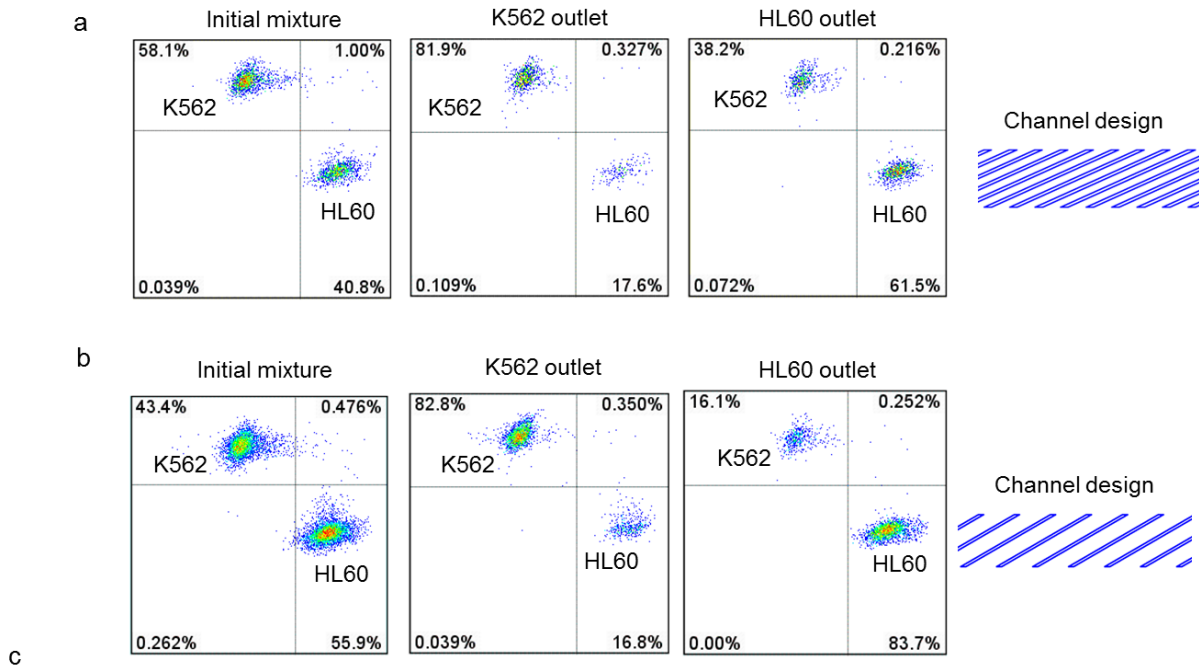 a
Initial mixture
K562 outlet
HL60 outlet
58.1%
1.00%
K562
HL60
0.039%
40.8%
81.9%
0.327%
K562
HL60
0.109%
17.6%
38.2%
0.216%
K562
HL60
0.072%
61.5%
Channel design
b
Initial mixture
K562 outlet
HL60 outlet
43.4%
0.476%
K562
HL60
0.262%
55.9%
82.8%
0.350%
K562
HL60
0.039%
16.8%
16.1%
0.252%
K562
HL60
0.00%
83.7%
Channel design
c